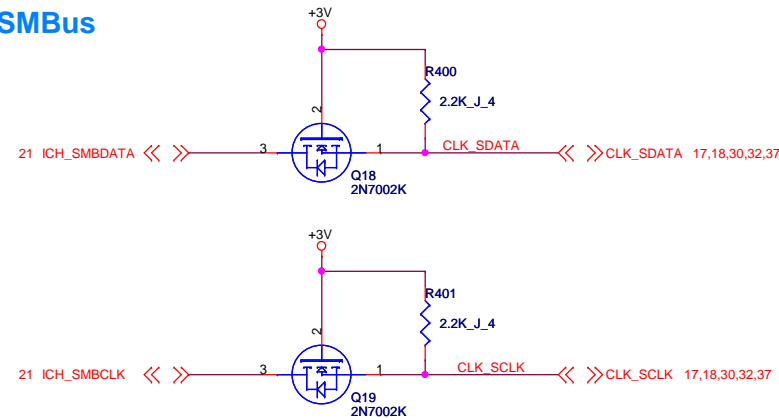 SMBus
+3V
R400
2.2K_J_4
2
21 ICH_SMBDATA
3
1
CLK_SDATA
CLK_SDATA 17,18,30,32,37
Q18
2N7002K
+3V
R401
2.2K_J_4
2
21 ICH_SMBCLK
3
1
CLK_SCLK
CLK_SCLK 17,18,30,32,37
Q19
2N7002K